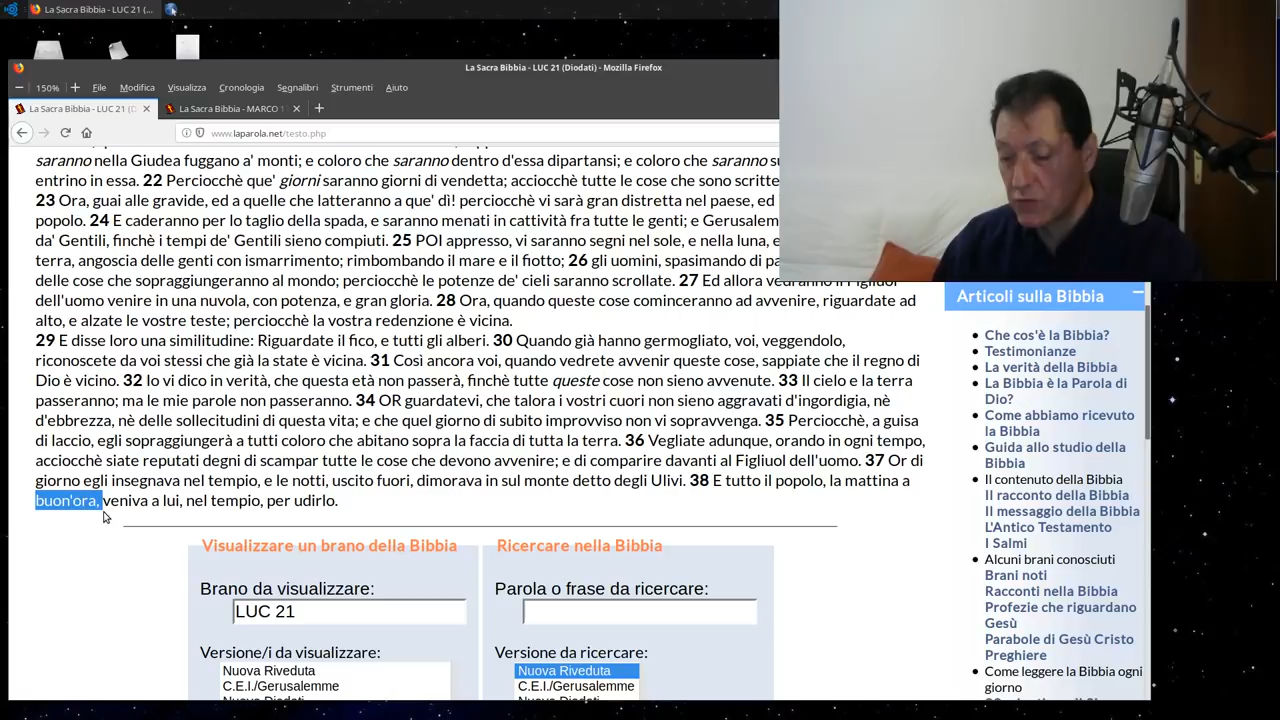 La Sacra Bibbia - LUC 21 (...
La Sacra Bibbia - LUC 21 (Diodati) - Mozilla Firefox
150% File Modifica Visualizza Cronologia Segnalibri Strumenti Aiuto
La Sacra Bibbia - LUC 21 (D La Sacra Bibbia - MARCO 1
www.laparola.net/testo.php
saranno nella Giudea fuggano a' monti; e coloro che saranno dentro d'essa dipartansi; e coloro che saranno su
entrino in essa. 22 Perciocchè que' giorni saranno giorni di vendetta; acciocchè tutte le cose che sono scritte
23 Ora, guai alle gravide, ed a quelle che latteranno a que' dì! perciocchè vi sarà gran distretta nel paese, ed
popolo. 24 E caderanno per lo taglio della spada, e saranno menati in cattività fra tutte le genti; e Gerusalem
da' Gentili, finchè i tempi de' Gentili sieno compiuti. 25 POI appresso, vi saranno segni nel sole, e nella luna, e
terra, angoscia delle genti con ismarrimento; rimbombando il mare e il fiotto; 26 gli uomini, spasimando di pa
delle cose che sopraggiungeranno al mondo; perciocchè le potenze de' cieli saranno scrollate. 27 Ed allora vedranno il Figliuol
dell'uomo venire in una nuvola, con potenza, e gran gloria. 28 Ora, quando queste cose cominceranno ad avvenire, riguardate ad
alto, e alzate le vostre teste; perciocchè la vostra redenzione è vicina.
29 E disse loro una similitudine: Riguardate il fico, e tutti gli alberi. 30 Quando già hanno germogliato, voi, veggendolo,
riconoscete da voi stessi che già la state è vicina. 31 Così ancora voi, quando vedrete avvenir queste cose, sappiate che il regno di
Dio è vicino. 32 Io vi dico in verità, che questa età non passerà, finchè tutte queste cose non sieno avvenute. 33 Il cielo e la terra
passeranno; ma le mie parole non passeranno. 34 OR guardatevi, che talora i vostri cuori non sieno aggravati d'ingordigia, nè
d'ebbrezza, nè delle sollecitudini di questa vita; e che quel giorno di subito improvviso non vi sopravvenga. 35 Perciocchè, a guisa
di laccio, egli sopraggiungerà a tutti coloro che abitano sopra la faccia di tutta la terra. 36 Vegliate adunque, orando in ogni tempo,
acciocchè siate reputati degni di scampar tutte le cose che devono avvenire; e di comparire davanti al Figliuol dell'uomo. 37 Or di
giorno egli insegnava nel tempio, e le notti, uscito fuori, dimorava in sul monte detto degli Ulivi. 38 E tutto il popolo, la mattina a
buon'ora, veniva a lui, nel tempio, per udirlo.
Visualizzare un brano della Bibbia
Brano da visualizzare:
LUC 21
Versione/i da visualizzare:
Nuova Riveduta
C.E.I./Gerusalemme
Nuova Diodati
Ricercare nella Bibbia
Parola o frase da ricercare:
Versione da ricercare:
Nuova Riveduta
C.E.I./Gerusalemme
Nuova Diodati
Articoli sulla Bibbia
Che cos'è la Bibbia?
Testimonianze
La verità della Bibbia
La Bibbia è la Parola di
Dio?
Come abbiamo ricevuto
la Bibbia
Guida allo studio della
Bibbia
Il contenuto della Bibbia
Il racconto della Bibbia
Il messaggio della Bibbia
L'Antico Testamento
I Salmi
Alcuni brani conosciuti
Brani noti
Racconti nella Bibbia
Profezie che riguardano
Gesù
Parabole di Gesù Cristo
Preghiere
Come leggere la Bibbia ogni
giorno